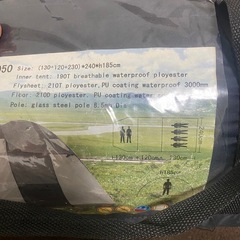 950 Size: (130+120+230)*240*h185cm
inner tent: 190T breathable waterproof ployester
Flysheet: 210T ployester, PU coating waterproof 3000mm
Floor: 210D ployester, PU coating water
Pole: glass steel pole 8.5mm